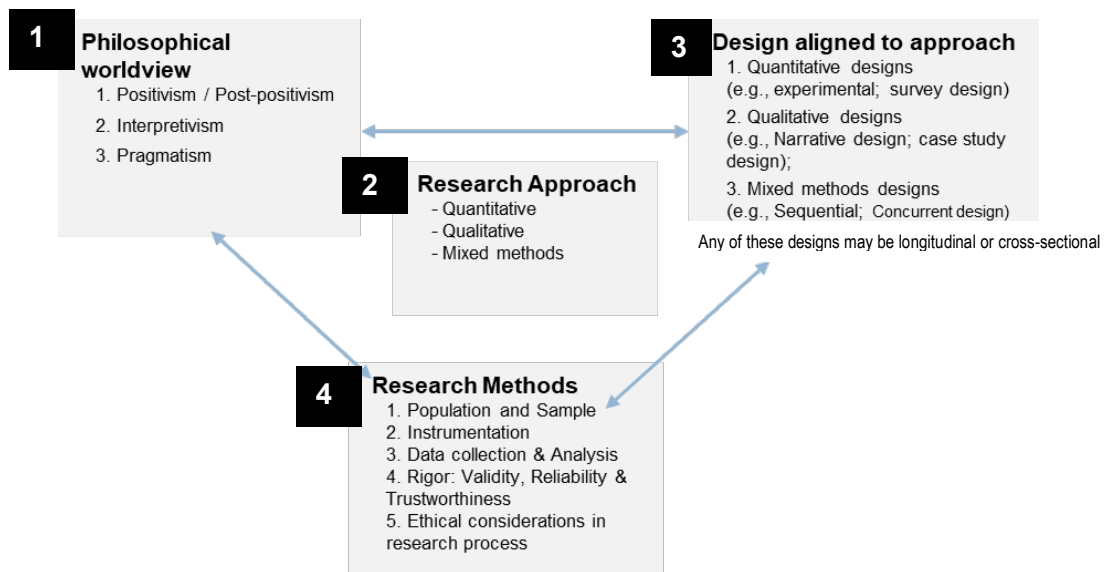 1
Philosophical
worldview
1. Positivism / Post-positivism
2. Interpretivism
3. Pragmatism
2
Research Approach
- Quantitative
- Qualitative
- Mixed methods
3
Design aligned to approach
1. Quantitative designs
(e.g., experimental; survey design)
2. Qualitative designs
(e.g., Narrative design; case study
design);
3. Mixed methods designs
(e.g., Sequential; Concurrent design)
Any of these designs may be longitudinal or cross-sectional
4
Research Methods
1. Population and Sample
2. Instrumentation
3. Data collection & Analysis
4. Rigor: Validity, Reliability &
Trustworthiness
5. Ethical considerations in
research process